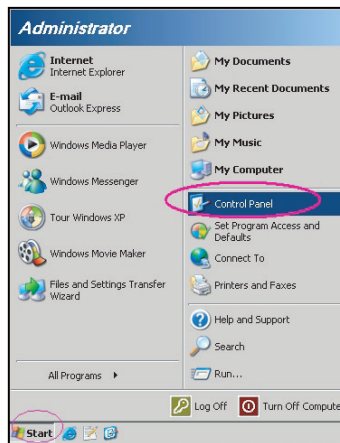 Administrator
Internet
Internet Explorer
E-mail
Outlook Express
Windows Media Player
Windows Messenger
Tour Windows XP
Windows Movie Maker
Files and Settings Transfer
Wizard
All Programs
My Documents
My Recent Documents
My Pictures
My Music
My Computer
Control Panel
Set Program Access and
Defaults
Connect To
Printers and Faxes
Help and Support
Search
Run...
Log Off
Turn Off Compute
Start